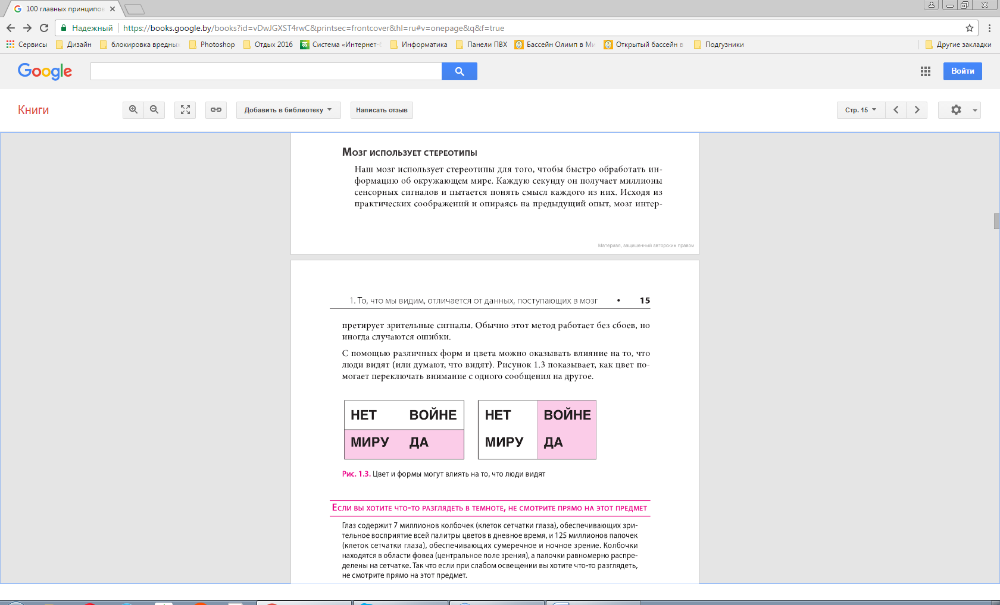 100 главных принципов
Надежный https://books.google.by/books?id=vDwJGXST4rwC&printsec=frontcover&hl=ru#v=onepage&q&f=true
Сервисы Дизайн блокировка вредных Photoshop Отдых 2016 Система «Интернет- Информатика Панели ПВХ Бассейн Олимп в Ми Открытый бассейн в Подгузники Другие закладки
Google Войти
Книги Добавить в библиотеку Написать отзыв Стр. 15
Мозг использует стереотипы
Наш мозг использует стереотипы для того, чтобы быстро обработать ин-
формацию об окружающем мире. Каждую секунду он получает миллионы
сенсорных сигналов и пытается понять смысл каждого из них. Исходя из
практических соображений и опираясь на предыдущий опыт, мозг интер-
Материал, защищенный авторским правом
1. То, что мы видим, отличается от данных, поступающих в мозг • 15
претирует зрительные сигналы. Обычно этот метод работает без сбоев, но
иногда случаются ошибки.
С помощью различных форм и цвета можно оказывать влияние на то, что
люди видят (или думают, что видят). Рисунок 1.3 показывает, как цвет по-
могает переключать внимание с одного сообщения на другое.
НЕТ ВОЙНЕ
МИРУ ДА
НЕТ ВОЙНЕ
МИРУ ДА
Рис. 1.3. Цвет и формы могут влиять на то, что люди видят
Если вы хотите что-то разглядеть в темноте, не смотрите прямо на этот предмет
Глаз содержит 7 миллионов колбочек (клеток сетчатки глаза), обеспечивающих зри-
тельное восприятие всей палитры цветов в дневное время, и 125 миллионов палочек
(клеток сетчатки глаза), обеспечивающих сумеречное и ночное зрение. Колбочки
находятся в области фовеа (центральное поле зрения), а палочки равномерно распре-
делены на сетчатке. Так что если при слабом освещении вы хотите что-то разглядеть,
не смотрите прямо на этот предмет.